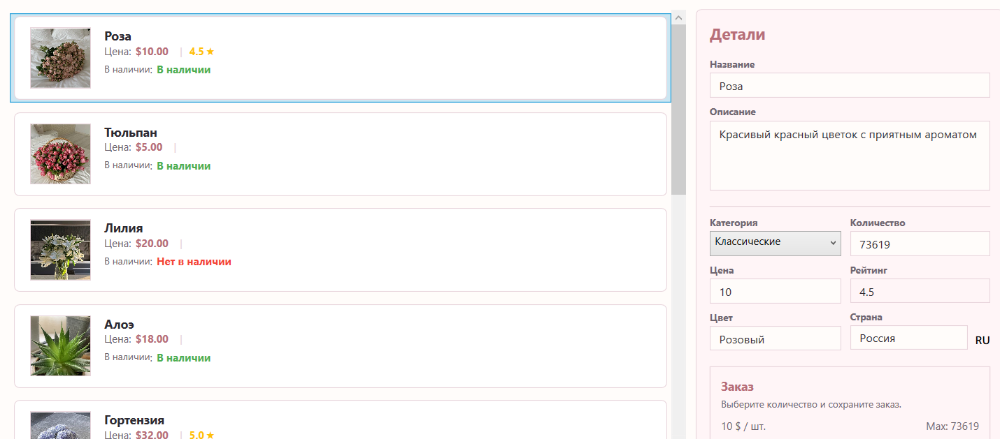 Роза
Цена: $10.00 | 4.5 ★
В наличии: В наличии
Тюльпан
Цена: $5.00 |
В наличии: В наличии
Лилия
Цена: $20.00 |
В наличии: Нет в наличии
Алоэ
Цена: $18.00 |
В наличии: В наличии
Гортензия
Цена: $32.00 | 5.0 ★
Детали
Название
Роза
Описание
Красивый красный цветок с приятным ароматом
Категория Количество
Классические 73619
Цена Рейтинг
10 4.5
Цвет Страна
Розовый Россия RU
Заказ
Выберите количество и сохраните заказ.
10 $ / шт. Max: 73619